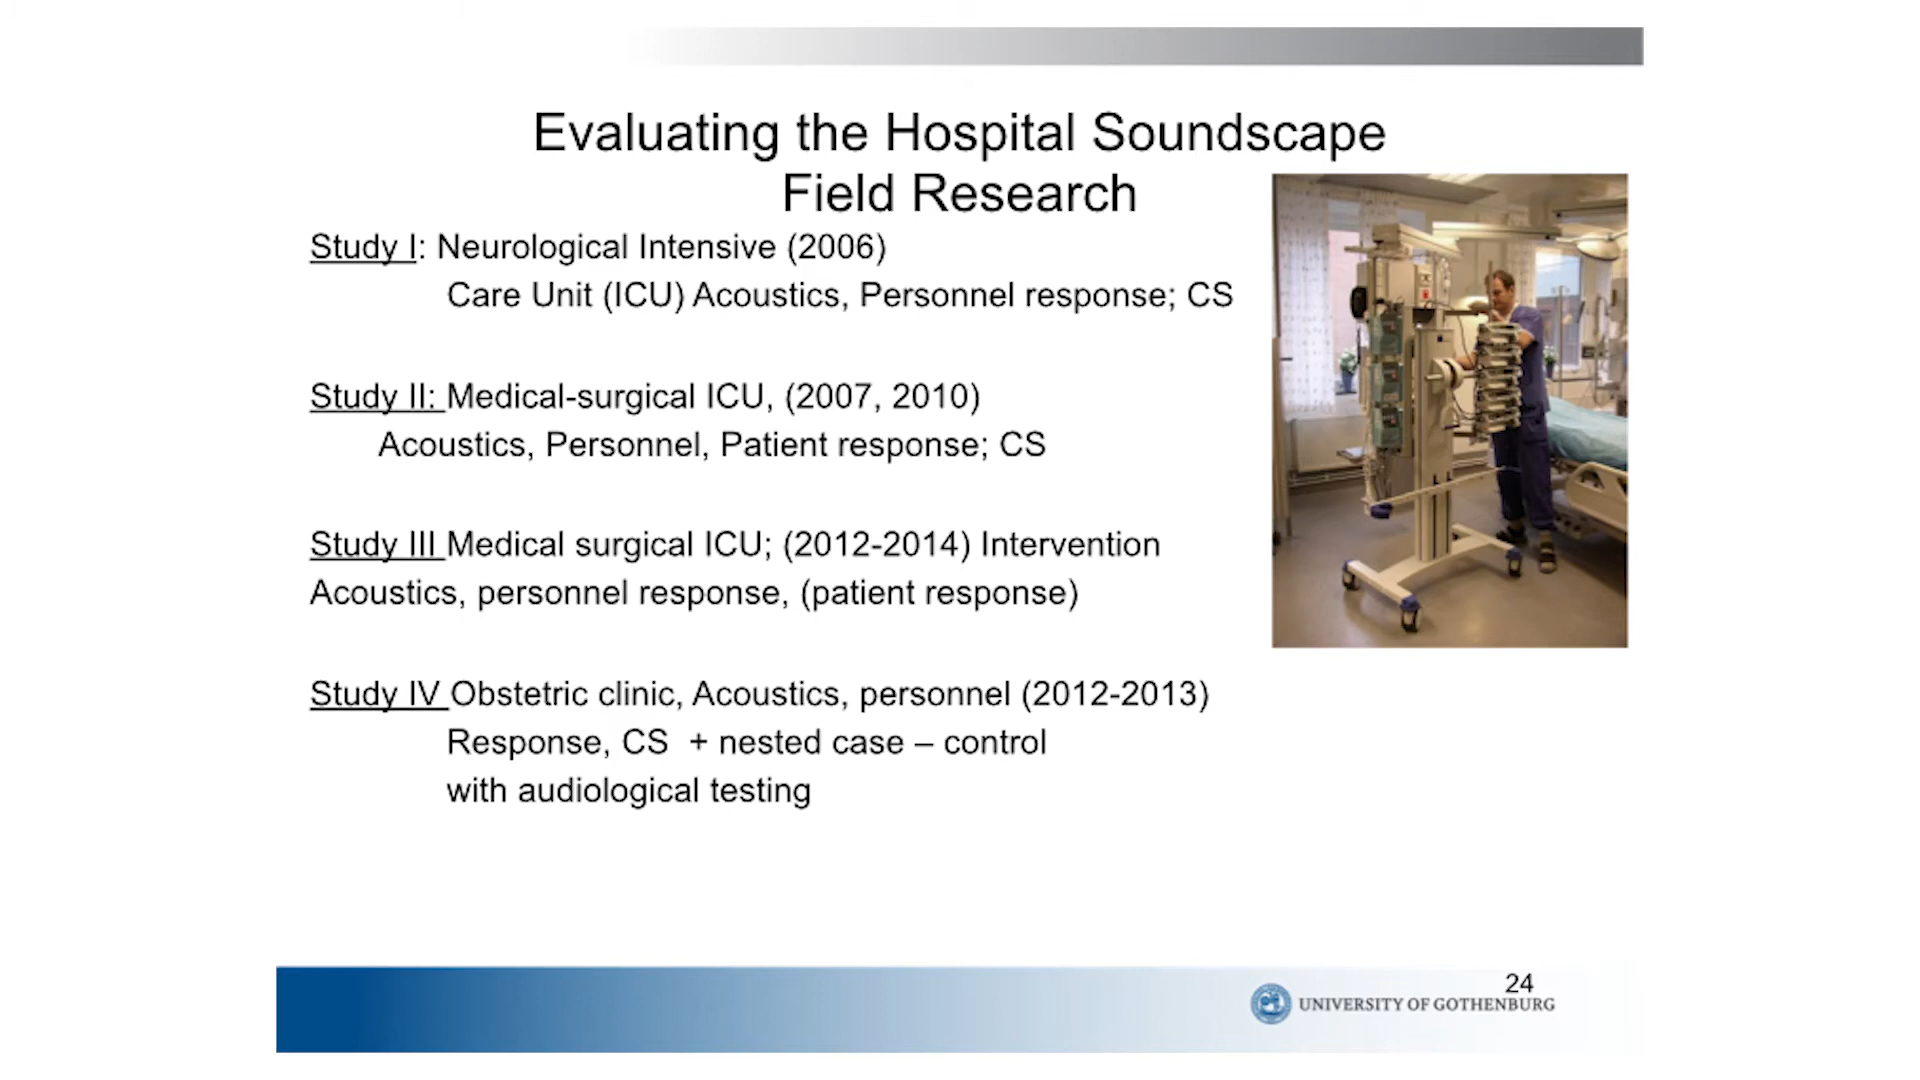 Evaluating the Hospital Soundscape
Field Research
Study I: Neurological Intensive (2006)
Care Unit (ICU) Acoustics, Personnel response; CS
Study II: Medical-surgical ICU, (2007, 2010)
Acoustics, Personnel, Patient response; CS
Study III Medical surgical ICU; (2012-2014) Intervention
Acoustics, personnel response, (patient response)
Study IV Obstetric clinic, Acoustics, personnel (2012-2013)
Response, CS + nested case – control
with audiological testing
24
UNIVERSITY OF GOTHENBURG